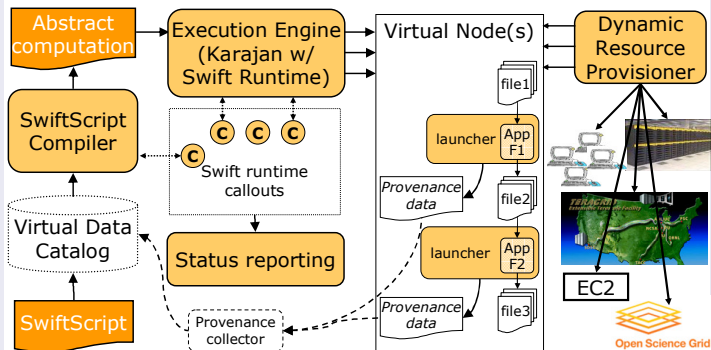 Abstract
computation
SwiftScript
Compiler
Virtual Data
Catalog
SwiftScript
Execution Engine
(Karajan w/
Swift Runtime)
C
C
C
C
Swift runtime
callouts
Status reporting
Provenance
collector
Virtual Node(s)
file1
launcher
App
F1
Provenance
data
file2
launcher
App
F2
Provenance
data
file3
Dynamic
Resource
Provisioner
TERAGRID
EC2
Open Science Grid